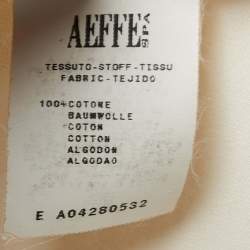 AEFFE SPA
TESSUTO-STOFF-TISSU
FABRIC-TEJIDO
100% COTONE
BAUMWOLLE
COTON
COTTON
ALGODON
ALGODAO
E A04280532